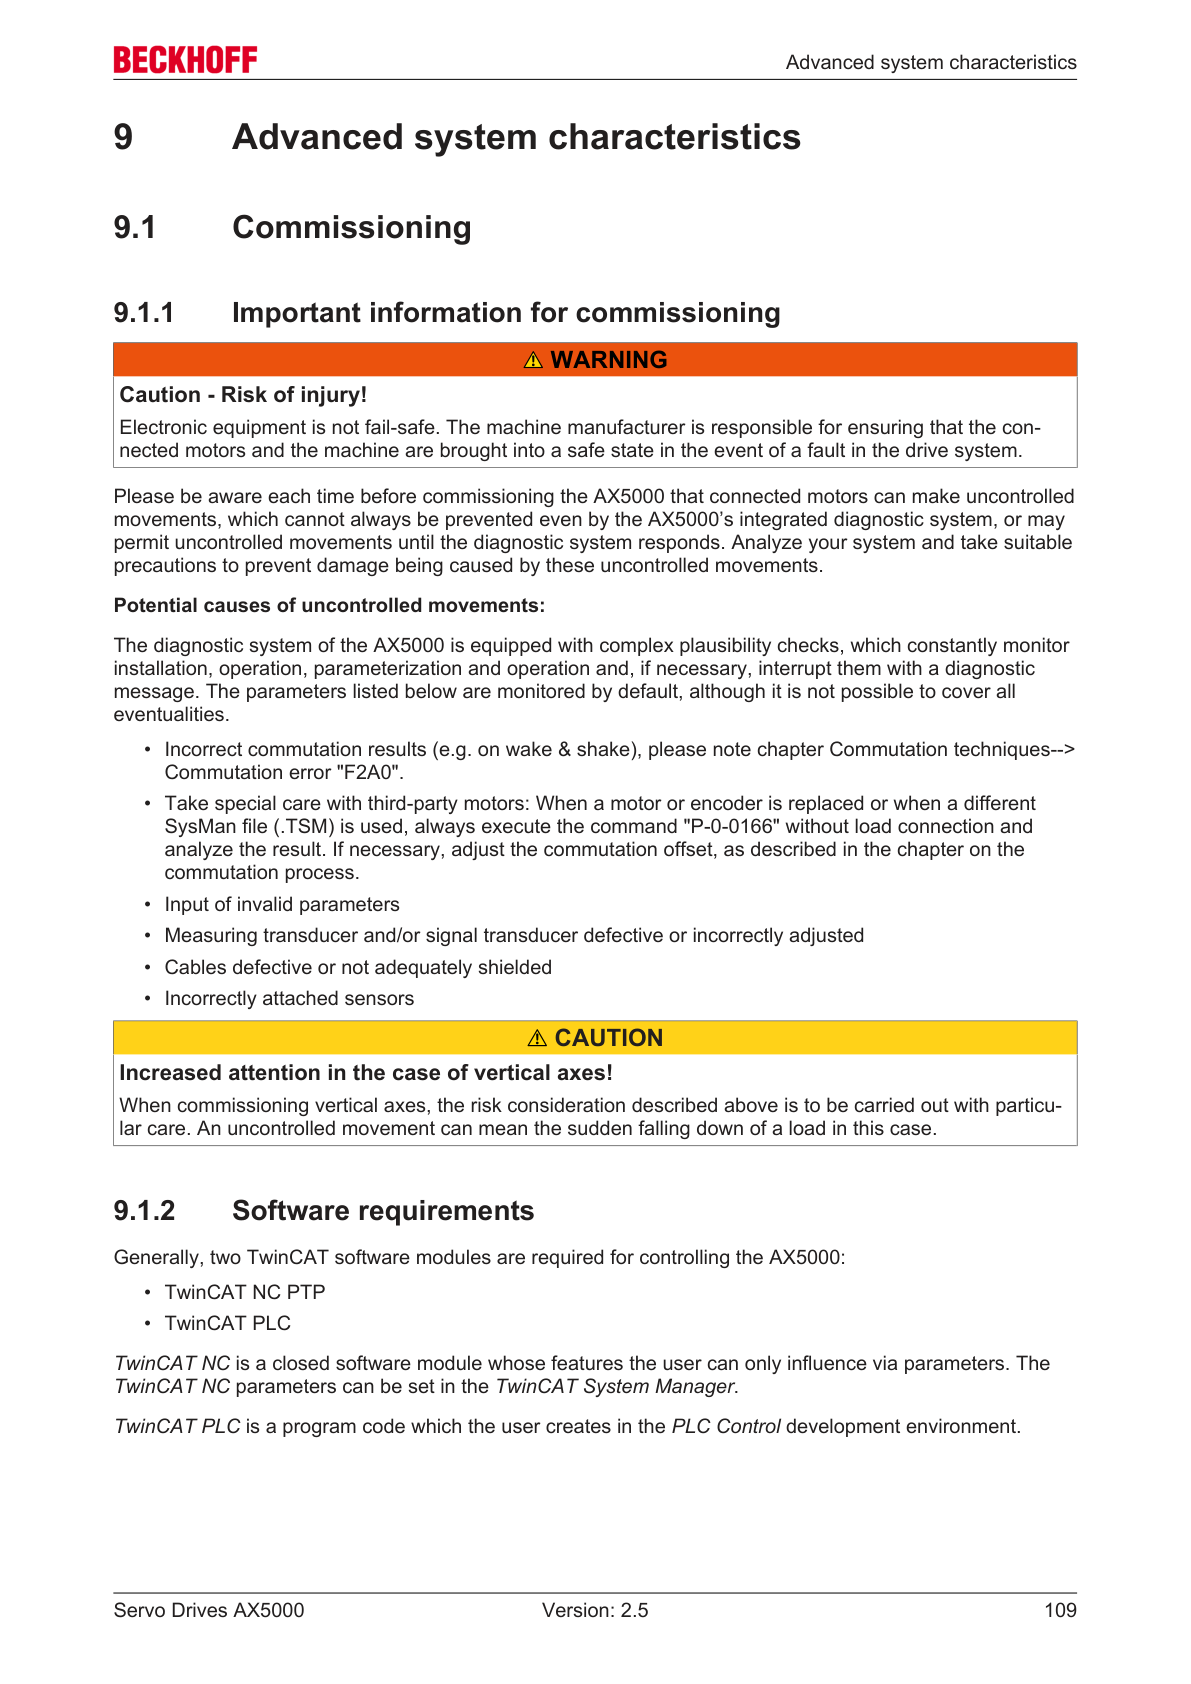 BECKHOFF
Advanced system characteristics
9 Advanced system characteristics
9.1 Commissioning
9.1.1 Important information for commissioning
⚠ WARNING
Caution - Risk of injury!
Electronic equipment is not fail-safe. The machine manufacturer is responsible for ensuring that the con-
nected motors and the machine are brought into a safe state in the event of a fault in the drive system.
Please be aware each time before commissioning the AX5000 that connected motors can make uncontrolled
movements, which cannot always be prevented even by the AX5000’s integrated diagnostic system, or may
permit uncontrolled movements until the diagnostic system responds. Analyze your system and take suitable
precautions to prevent damage being caused by these uncontrolled movements.
Potential causes of uncontrolled movements:
The diagnostic system of the AX5000 is equipped with complex plausibility checks, which constantly monitor
installation, operation, parameterization and operation and, if necessary, interrupt them with a diagnostic
message. The parameters listed below are monitored by default, although it is not possible to cover all
eventualities.
• Incorrect commutation results (e.g. on wake & shake), please note chapter Commutation techniques-->
Commutation error "F2A0".
• Take special care with third-party motors: When a motor or encoder is replaced or when a different
SysMan file (.TSM) is used, always execute the command "P-0-0166" without load connection and
analyze the result. If necessary, adjust the commutation offset, as described in the chapter on the
commutation process.
• Input of invalid parameters
• Measuring transducer and/or signal transducer defective or incorrectly adjusted
• Cables defective or not adequately shielded
• Incorrectly attached sensors
⚠ CAUTION
Increased attention in the case of vertical axes!
When commissioning vertical axes, the risk consideration described above is to be carried out with particu-
lar care. An uncontrolled movement can mean the sudden falling down of a load in this case.
9.1.2 Software requirements
Generally, two TwinCAT software modules are required for controlling the AX5000:
• TwinCAT NC PTP
• TwinCAT PLC
TwinCAT NC is a closed software module whose features the user can only influence via parameters. The
TwinCAT NC parameters can be set in the TwinCAT System Manager.
TwinCAT PLC is a program code which the user creates in the PLC Control development environment.
Servo Drives AX5000 Version: 2.5 109